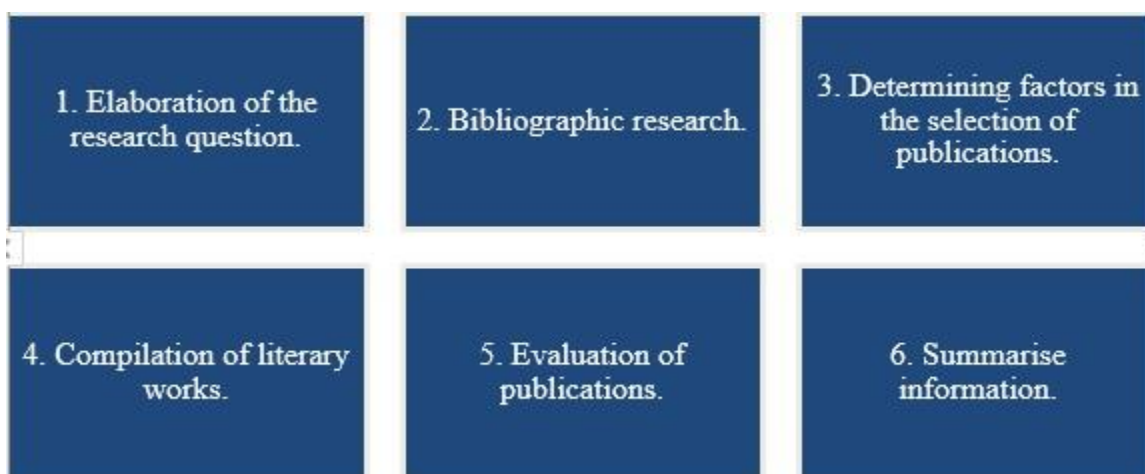 1. Elaboration of the
research question.
2. Bibliographic research.
3. Determining factors in
the selection of
publications.
4. Compilation of literary
works.
5. Evaluation of
publications.
6. Summarise
information.